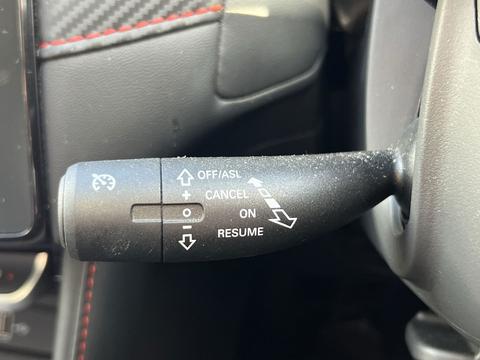 OFF/ASL
+ CANCEL
ON
- RESUME